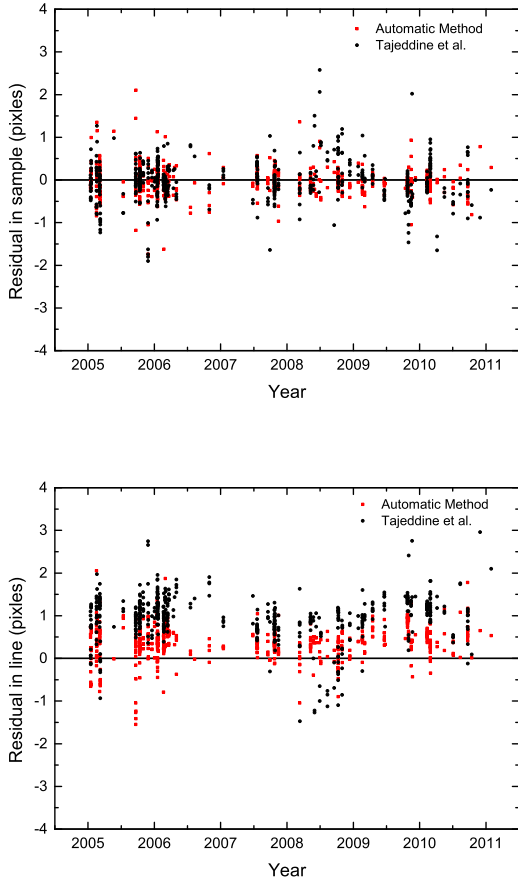 4
Automatic Method
3
Tajeddine et al.
2
1
0
-1
-2
-3
-4
Residual in sample (pixles)
2005 2006 2007 2008 2009 2010 2011
Year
4
Automatic Method
3
Tajeddine et al.
2
1
0
-1
-2
-3
-4
Residual in line (pixles)
2005 2006 2007 2008 2009 2010 2011
Year